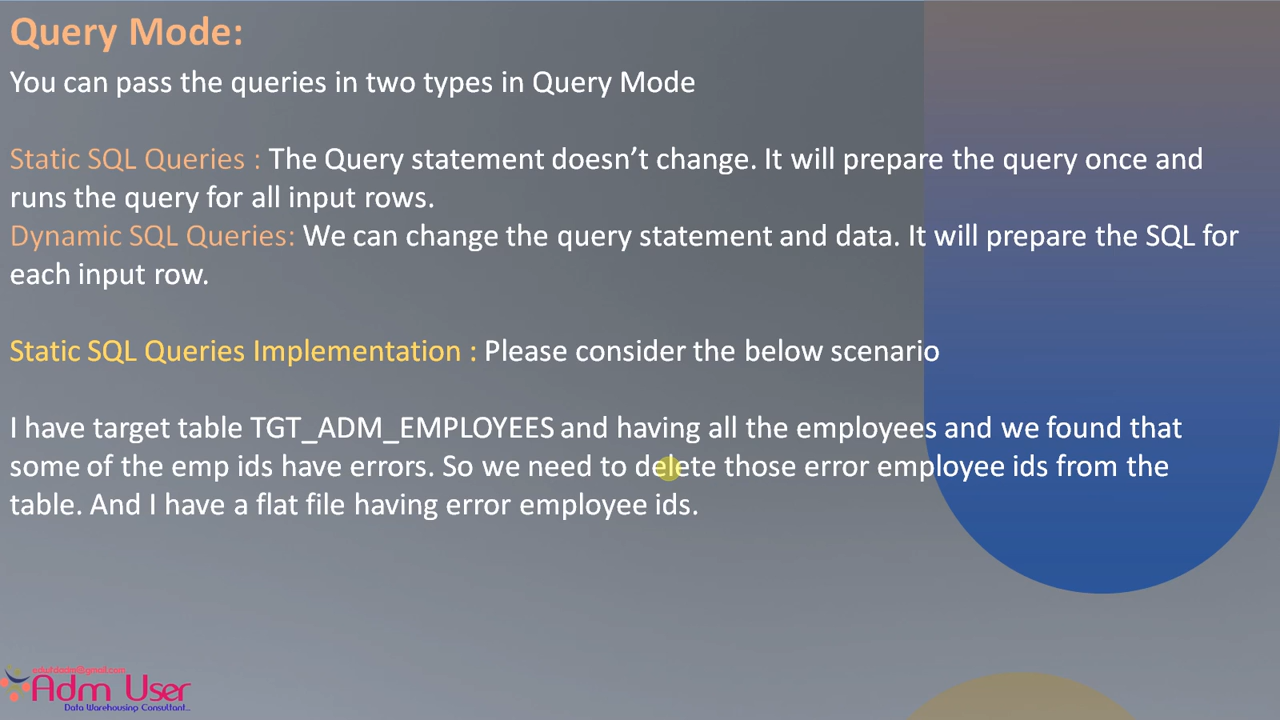 Query Mode:
You can pass the queries in two types in Query Mode
Static SQL Queries : The Query statement doesn’t change. It will prepare the query once and
runs the query for all input rows.
Dynamic SQL Queries: We can change the query statement and data. It will prepare the SQL for
each input row.
Static SQL Queries Implementation : Please consider the below scenario
I have target table TGT_ADM_EMPLOYEES and having all the employees and we found that
some of the emp ids have errors. So we need to delete those error employee ids from the
table. And I have a flat file having error employee ids.
Adm User
Data Warehousing Consultant...